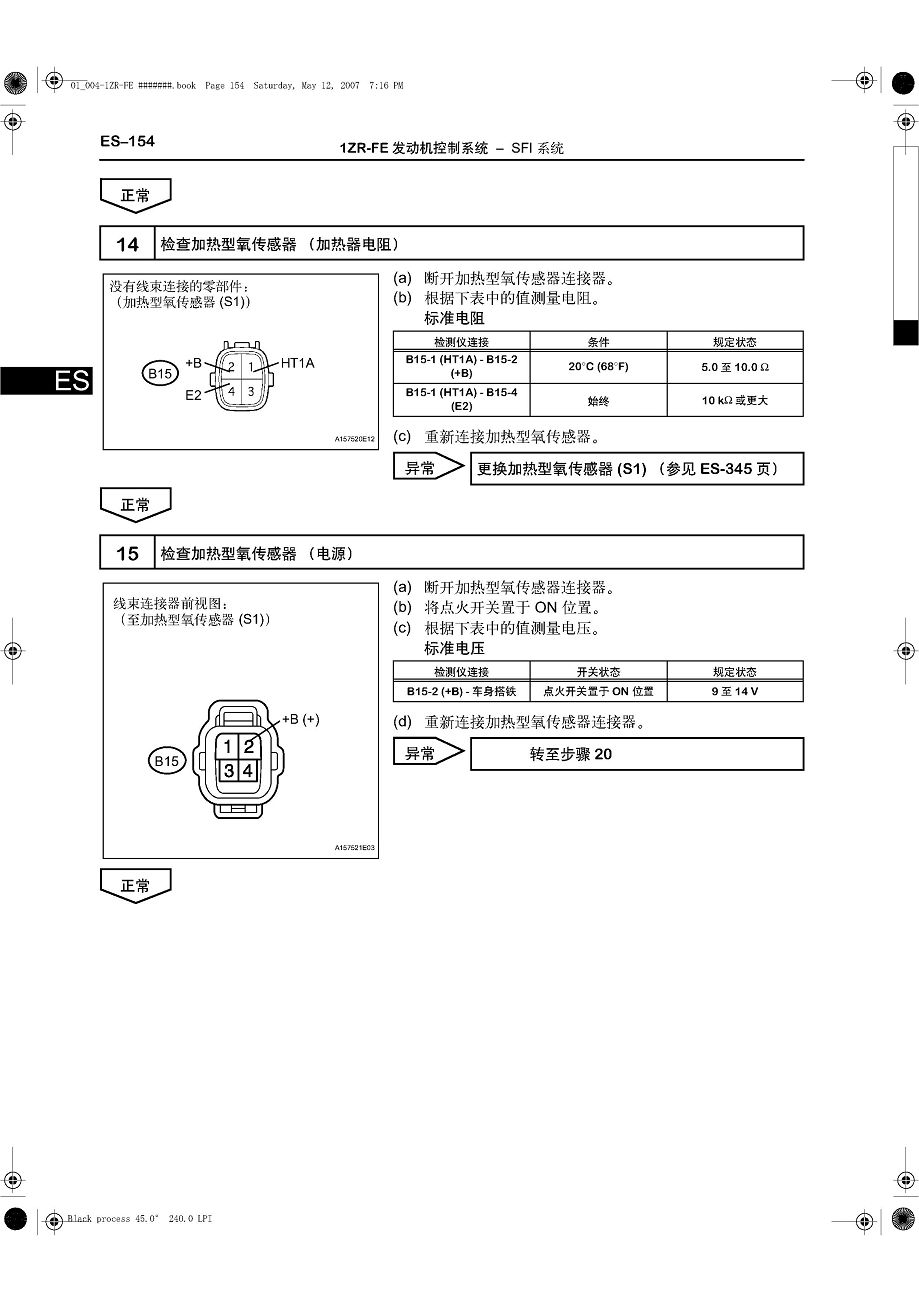 01_004-1ZR-FE #######.book  Page 154  Saturday, May 12, 2007  7:16 PM
ES–154
1ZR-FE 发动机控制系统 – SFI 系统
正常
14 检查加热型氧传感器（加热器电阻）
没有线束连接的零部件：
（加热型氧传感器 (S1)）
B15
+B
2
1
HT1A
E2
4
3
A157520E12
(a) 断开加热型氧传感器连接器。
(b) 根据下表中的值测量电阻。
标准电阻
检测仪连接 条件 规定状态
B15-1 (HT1A) - B15-2 (+B) 20°C (68°F) 5.0 至 10.0 Ω
B15-1 (HT1A) - B15-4 (E2) 始终 10 kΩ 或更大
(c) 重新连接加热型氧传感器。
异常
更换加热型氧传感器 (S1) （参见 ES-345 页）
ES
正常
15 检查加热型氧传感器（电源）
线束连接器前视图：
（至加热型氧传感器 (S1)）
+B (+)
B15
1 2
3 4
A157521E03
(a) 断开加热型氧传感器连接器。
(b) 将点火开关置于 ON 位置。
(c) 根据下表中的值测量电压。
标准电压
检测仪连接 开关状态 规定状态
B15-2 (+B) - 车身搭铁 点火开关置于 ON 位置 9 至 14 V
(d) 重新连接加热型氧传感器连接器。
异常
转至步骤 20
正常
Black process 45.0° 240.0 LPI